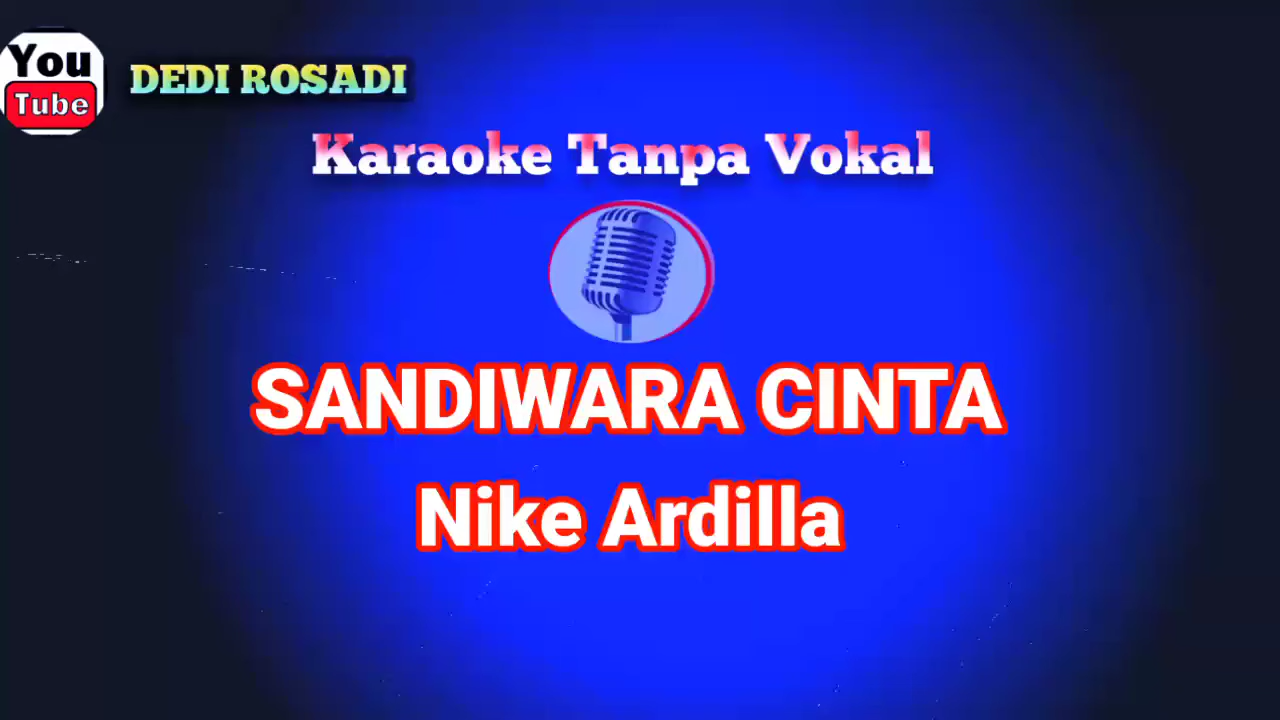 You
Tube
DEDI ROSADI
Karaoke Tanpa Vokal
SANDIWARA CINTA
Nike Ardilla